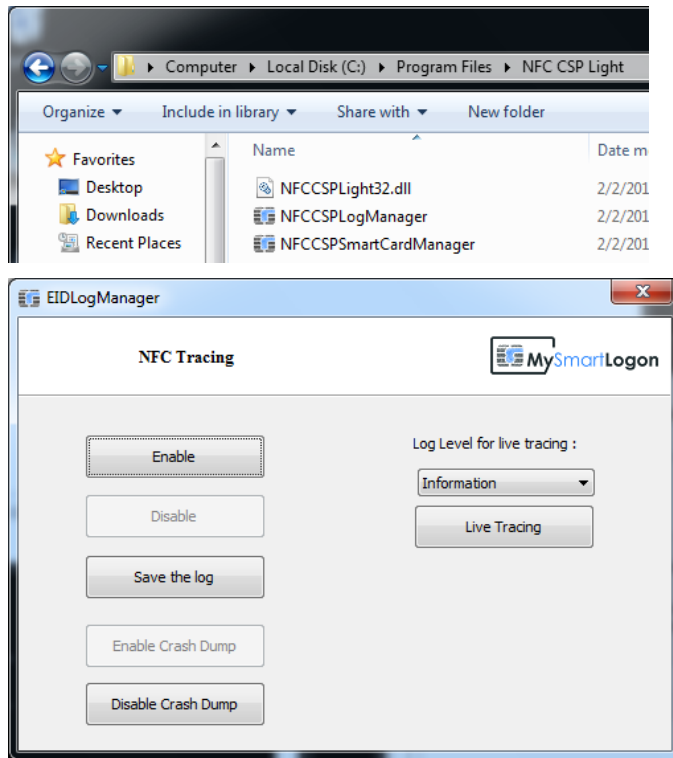 Computer ▸ Local Disk (C:) ▸ Program Files ▸ NFC CSP Light
Organize Include in library Share with New folder
Favorites
Desktop
Downloads
Recent Places
Name Date m
NFCCSPLight32.dll 2/2/201
NFCCSPLogManager 2/2/201
NFCCSPSmartCardManager 2/2/201
EIDLogManager
NFC Tracing
MySmartLogon
Enable
Disable
Save the log
Enable Crash Dump
Disable Crash Dump
Log Level for live tracing :
Information
Live Tracing